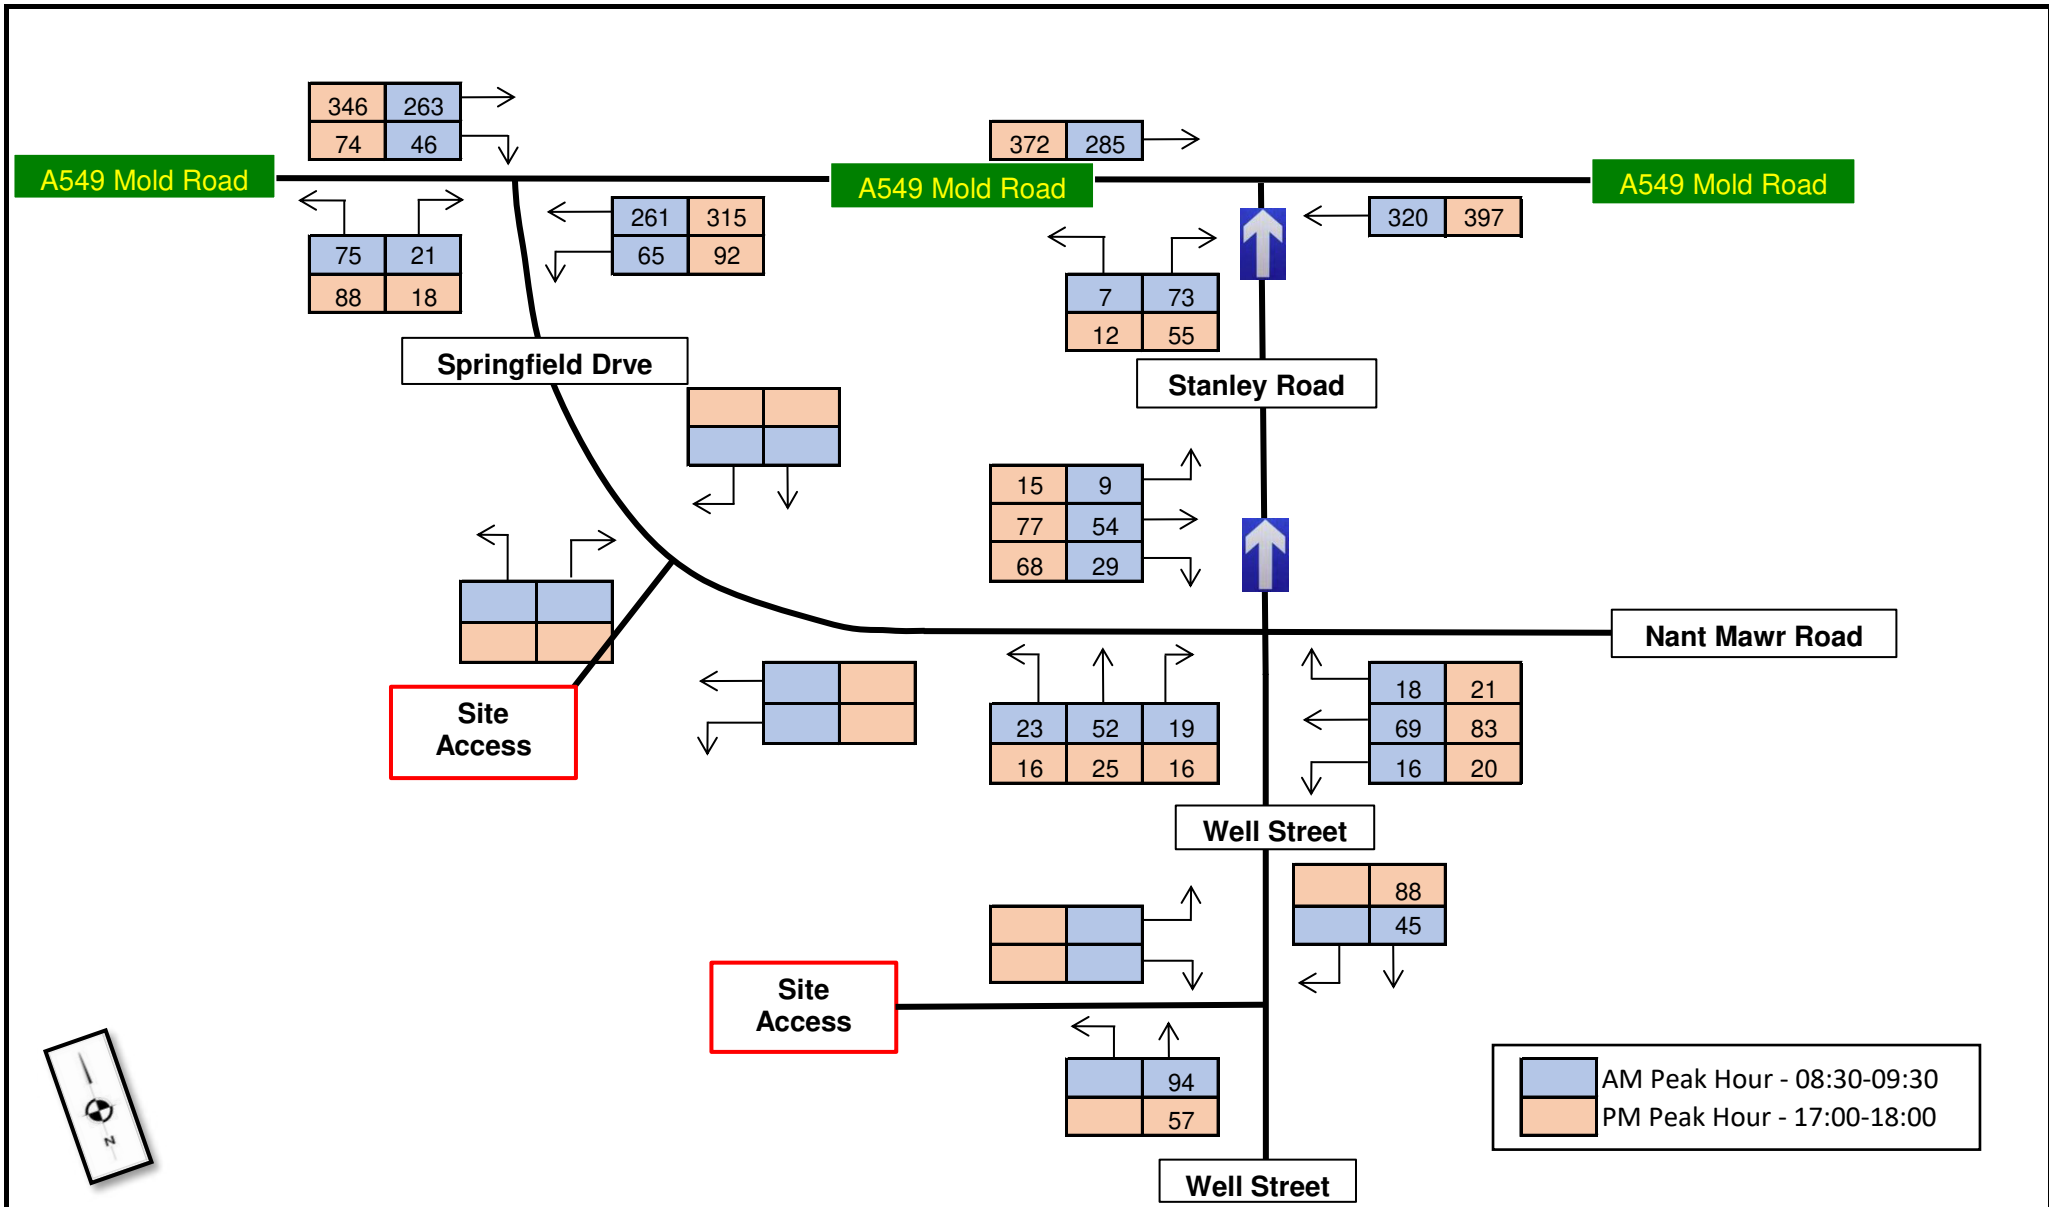 346 263
74 46
372 285
A549 Mold Road
A549 Mold Road
A549 Mold Road
261 315
65 92
320 397
75 21
88 18
7 73
12 55
Springfield Drve
Stanley Road
15 9
77 54
68 29
Nant Mawr Road
18 21
69 83
16 20
23 52 19
16 25 16
Site
Access
Well Street
88
45
Site
Access
94
57
AM Peak Hour - 08:30-09:30
PM Peak Hour - 17:00-18:00
N
Well Street